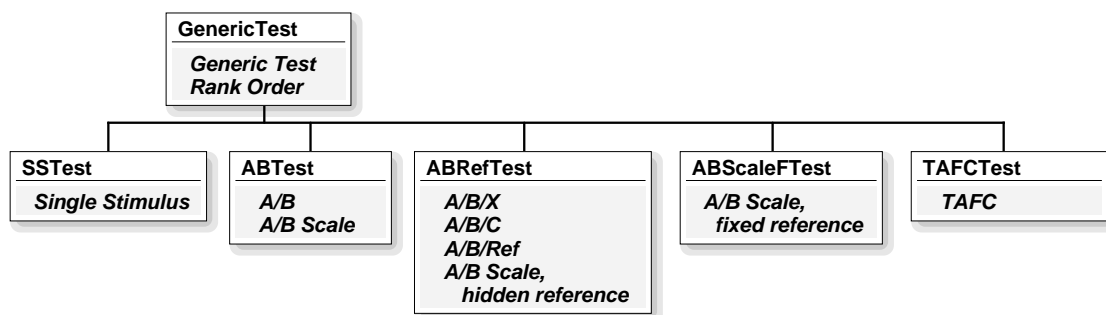 GenericTest
Generic Test
Rank Order
SSTest
Single Stimulus
ABTest
A/B
A/B Scale
ABRefTest
A/B/X
A/B/C
A/B/Ref
A/B Scale,
hidden reference
ABScaleFTest
A/B Scale,
fixed reference
TAFCTest
TAFC